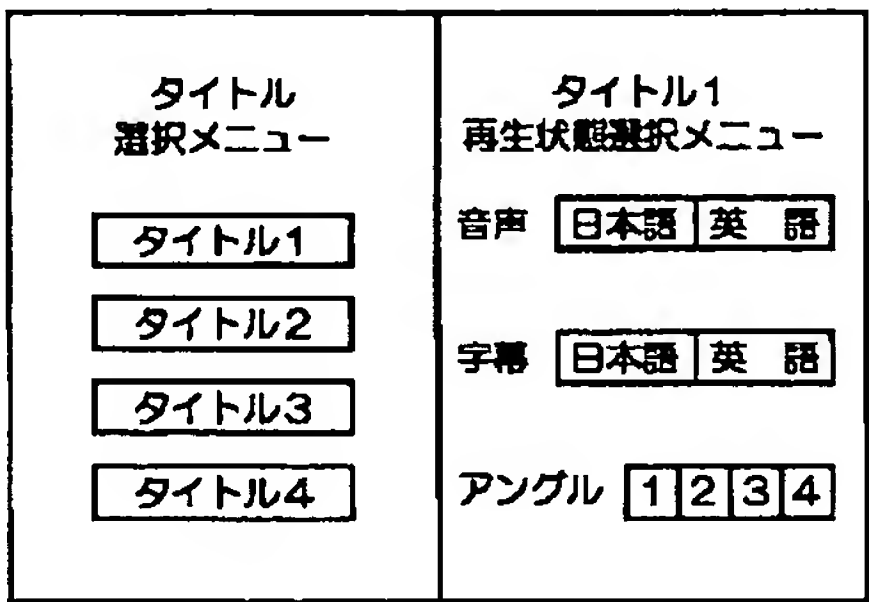 タイトル
選択メニュー
タイトル1
タイトル2
タイトル3
タイトル4
タイトル1
再生状態選択メニュー
音声 日本語 英 語
字幕 日本語 英 語
アングル 1 2 3 4